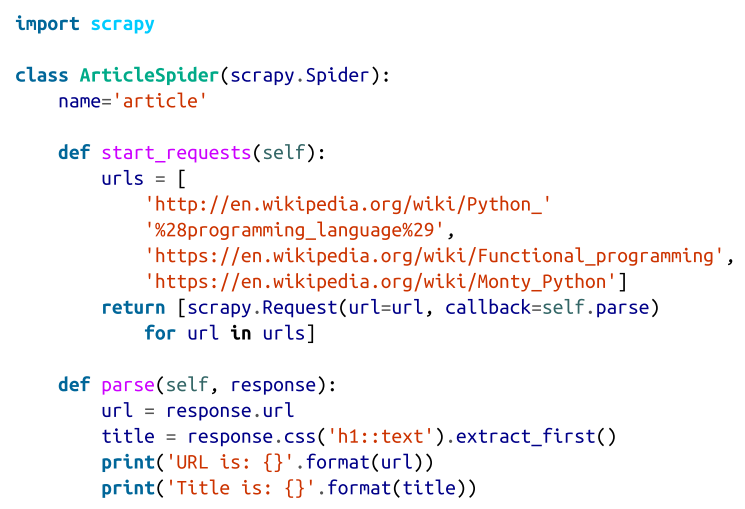 import scrapy

class ArticleSpider(scrapy.Spider):
    name='article'

    def start_requests(self):
        urls = [
            'http://en.wikipedia.org/wiki/Python_'
            '%28programming_language%29',
            'https://en.wikipedia.org/wiki/Functional_programming',
            'https://en.wikipedia.org/wiki/Monty_Python']
        return [scrapy.Request(url=url, callback=self.parse)
            for url in urls]

    def parse(self, response):
        url = response.url
        title = response.css('h1::text').extract_first()
        print('URL is: {}'.format(url))
        print('Title is: {}'.format(title))